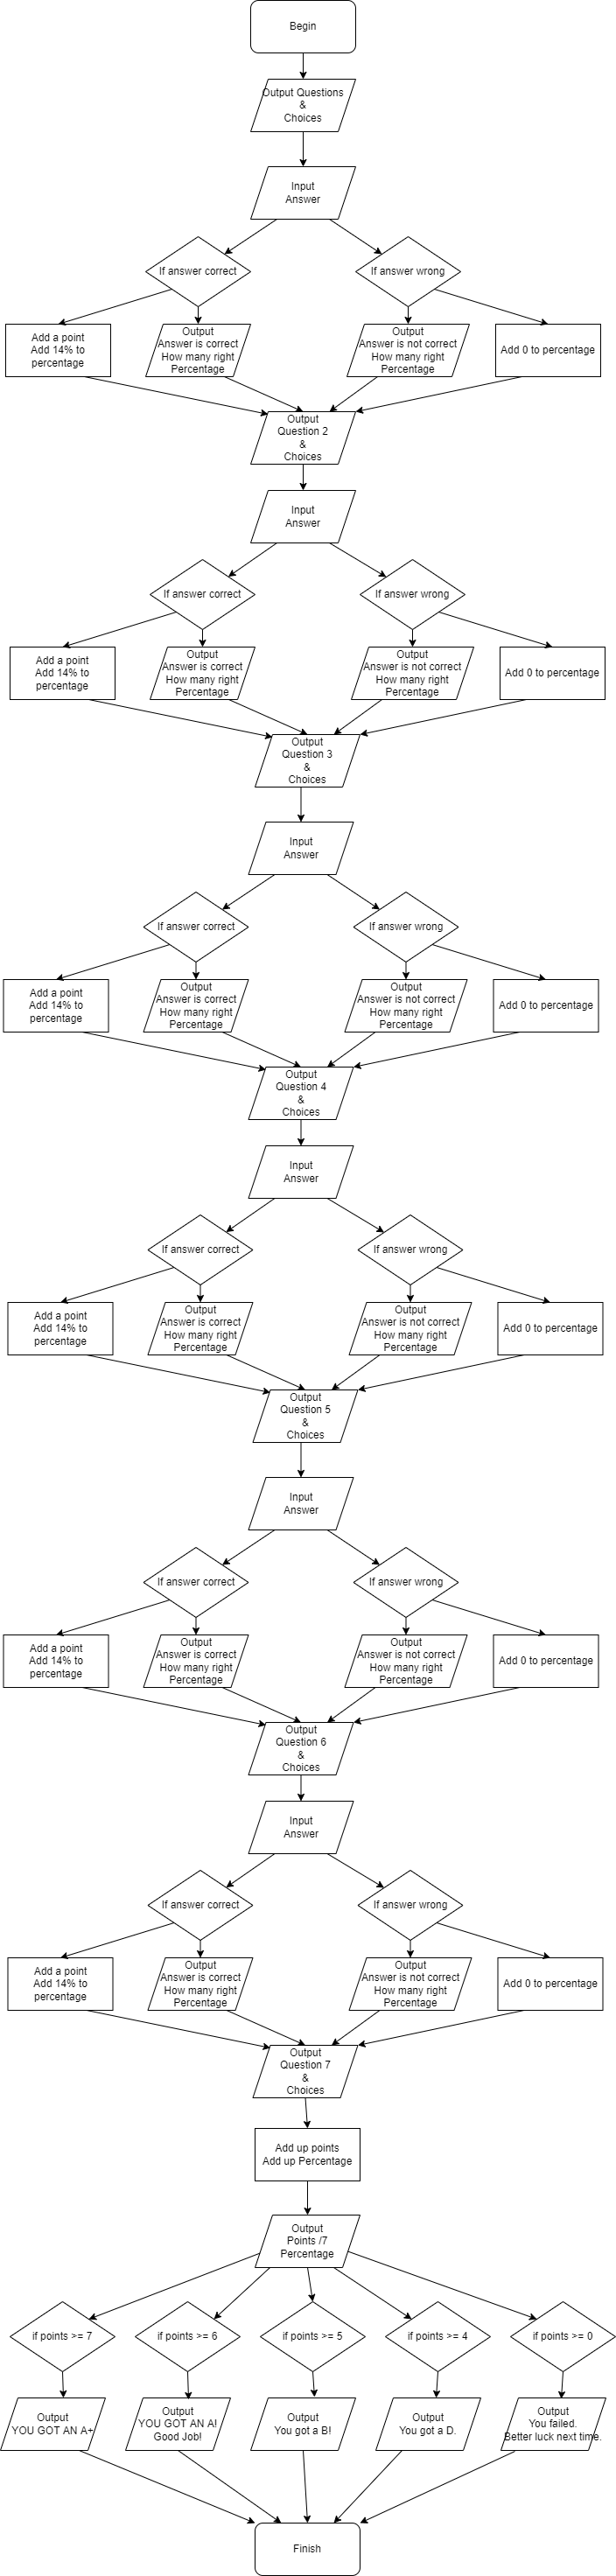 Begin
Output Questions
&
Choices
Input
Answer
If answer correct
If answer wrong
Add a point
Add 14% to
percentage
Output
Answer is correct
How many right
Percentage
Output
Answer is not correct
How many right
Percentage
Add 0 to percentage
Output
Question 2
&
Choices
Input
Answer
If answer correct
If answer wrong
Add a point
Add 14% to
percentage
Output
Answer is correct
How many right
Percentage
Output
Answer is not correct
How many right
Percentage
Add 0 to percentage
Output
Question 3
&
Choices
Input
Answer
If answer correct
If answer wrong
Add a point
Add 14% to
percentage
Output
Answer is correct
How many right
Percentage
Output
Answer is not correct
How many right
Percentage
Add 0 to percentage
Output
Question 4
&
Choices
Input
Answer
If answer correct
If answer wrong
Add a point
Add 14% to
percentage
Output
Answer is correct
How many right
Percentage
Output
Answer is not correct
How many right
Percentage
Add 0 to percentage
Output
Question 5
&
Choices
Input
Answer
If answer correct
If answer wrong
Add a point
Add 14% to
percentage
Output
Answer is correct
How many right
Percentage
Output
Answer is not correct
How many right
Percentage
Add 0 to percentage
Output
Question 6
&
Choices
Input
Answer
If answer correct
If answer wrong
Add a point
Add 14% to
percentage
Output
Answer is correct
How many right
Percentage
Output
Answer is not correct
How many right
Percentage
Add 0 to percentage
Output
Question 7
&
Choices
Add up points
Add up Percentage
Output
Points /7
Percentage
if points >= 7
if points >= 6
if points >= 5
if points >= 4
if points >= 0
Output
YOU GOT AN A+
Output
YOU GOT AN A!
Good Job!
Output
You got a B!
Output
You got a D.
Output
You failed.
Better luck next time.
Finish